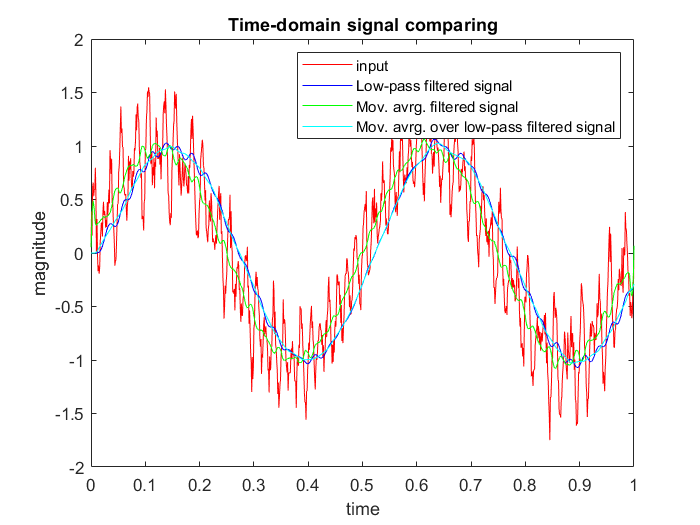 Time-domain signal comparing
input
Low-pass filtered signal
Mov. avrg. filtered signal
Mov. avrg. over low-pass filtered signal
2
1.5
1
0.5
0
-0.5
-1
-1.5
-2
magnitude
0 0.1 0.2 0.3 0.4 0.5 0.6 0.7 0.8 0.9 1
time